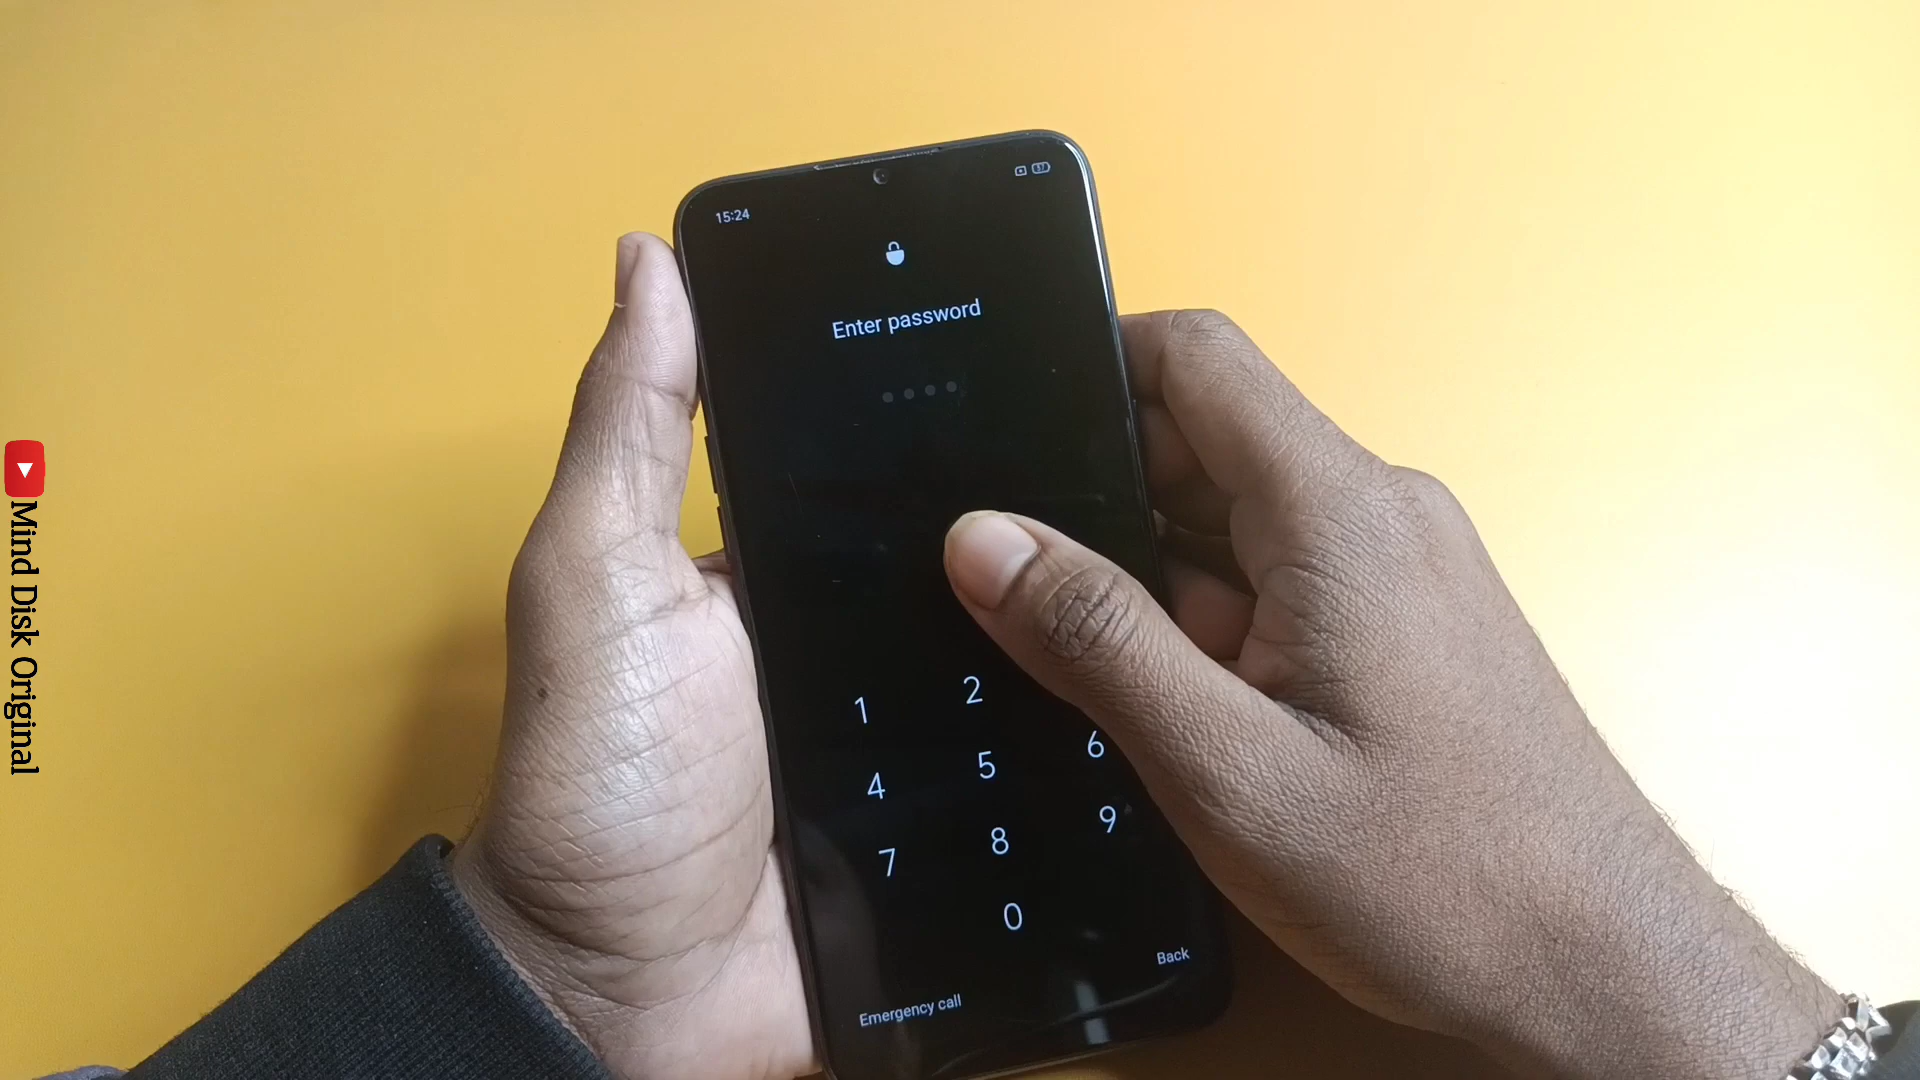 15:24
Enter password
1 2
4 5 6
7 8 9
0
Back
Emergency call
Mind Disk Original